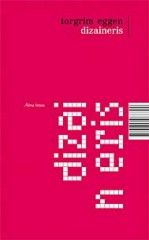 torgrim eggen
dizaineris
Alma littera
dizai
neris